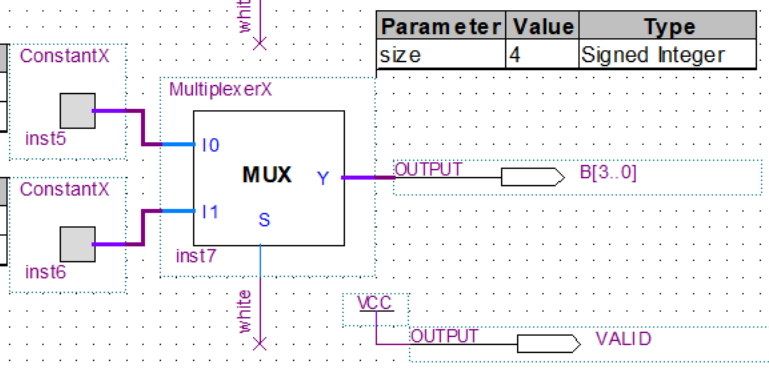 white
Parameter Value Type
size 4 Signed Integer
ConstantX
inst5
MultiplexerX
I0
MUX Y
I1
S
inst7
OUTPUT B[3..0]
ConstantX
inst6
white
VCC
OUTPUT VALID